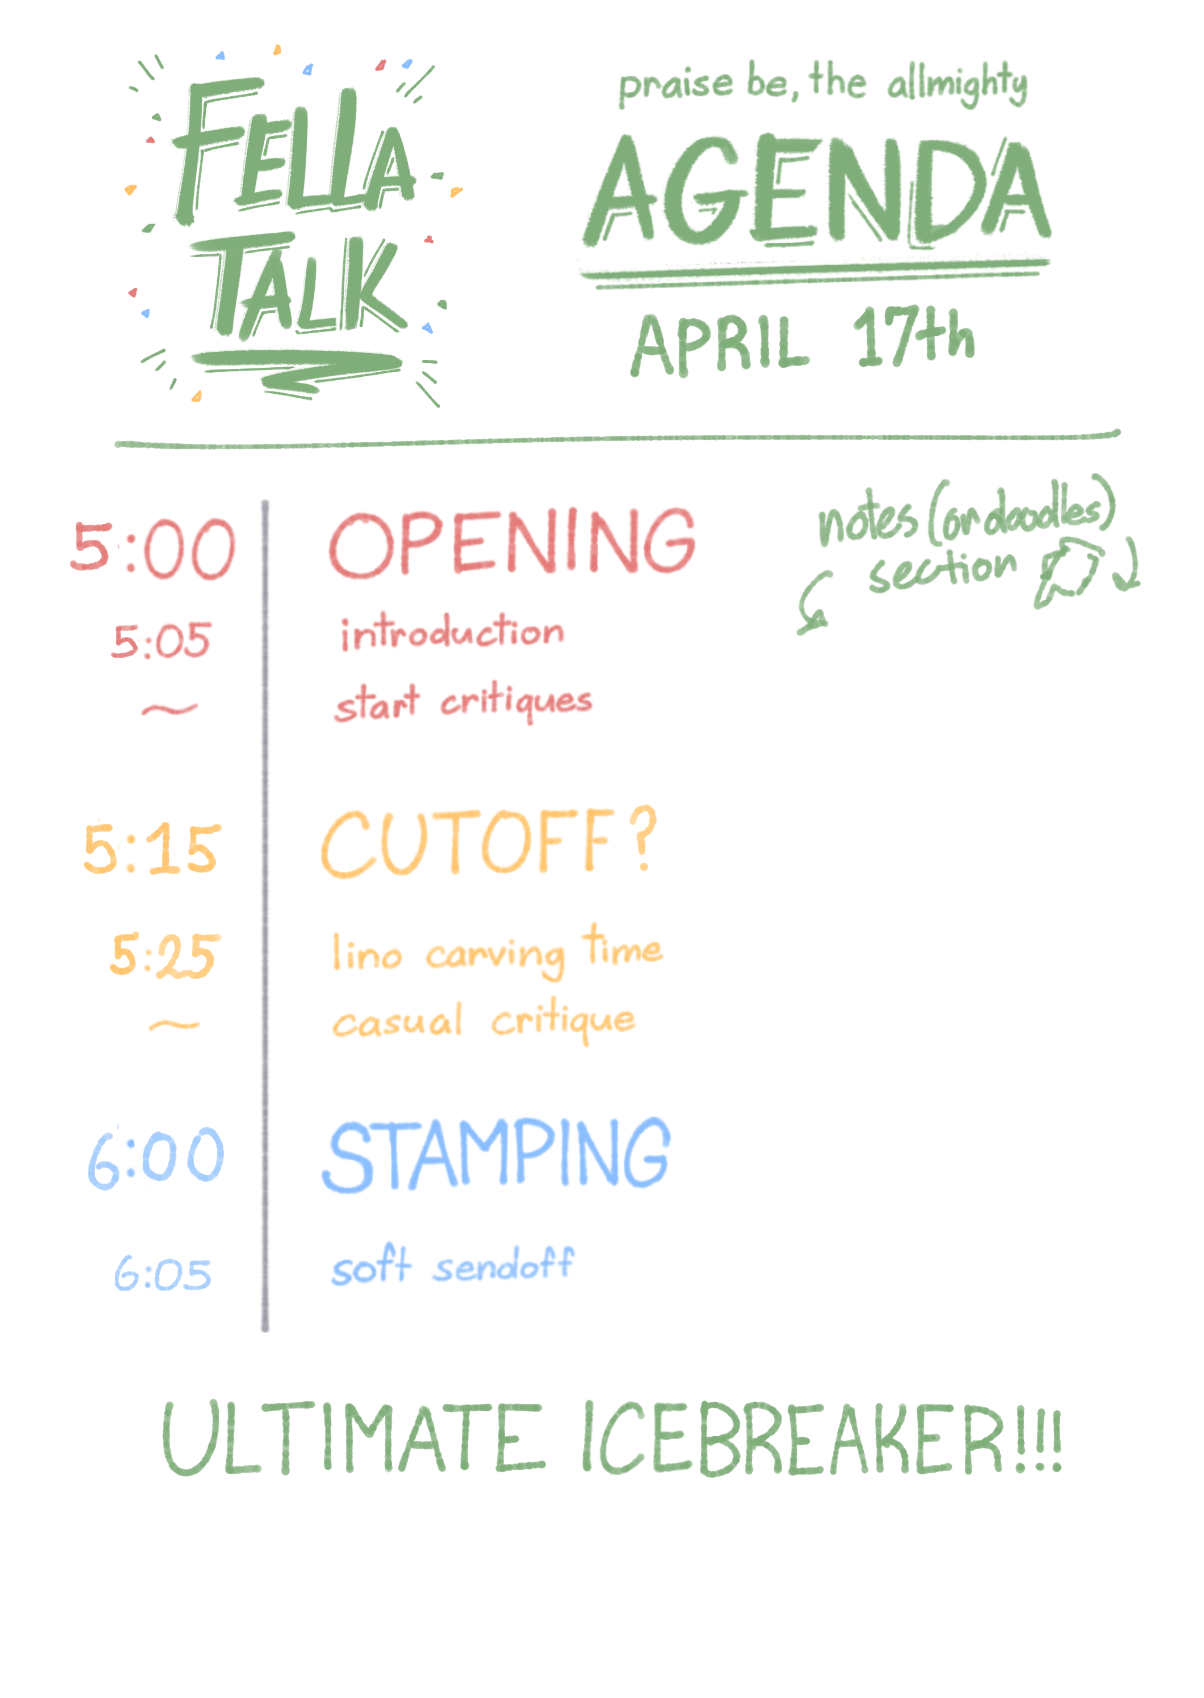 FELLA
TALK
praise be, the allmighty
AGENDA
APRIL 17th
notes (or doodles)
section
5:00 OPENING
5:05 introduction
~ start critiques
5:15 CUTOFF?
5:25 lino carving time
~ casual critique
6:00 STAMPING
6:05 soft sendoff
ULTIMATE ICEBREAKER!!!